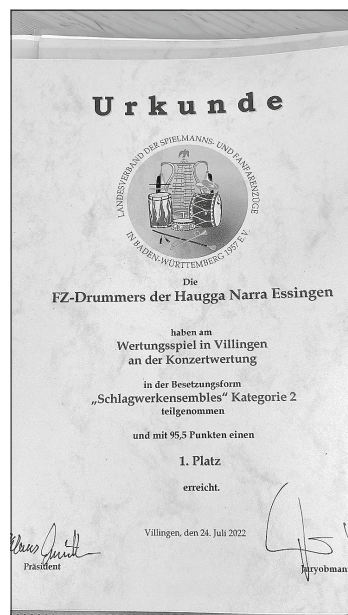 Urkunde
LANDESVERBAND DER SPIELMANNS- UND FANFARENZÜGE
IN BADEN-WÜRTTEMBERG 1957 E.V.
Die
FZ-Drummers der Haugga Narra Essingen
haben am
Wertungsspiel in Villingen
an der Konzertwertung
in der Besetzungsform
„Schlagwerkensembles“ Kategorie 2
teilgenommen
und mit 95,5 Punkten einen
1. Platz
erreicht.
Villingen, den 24. Juli 2022
Präsident
Juryobmann